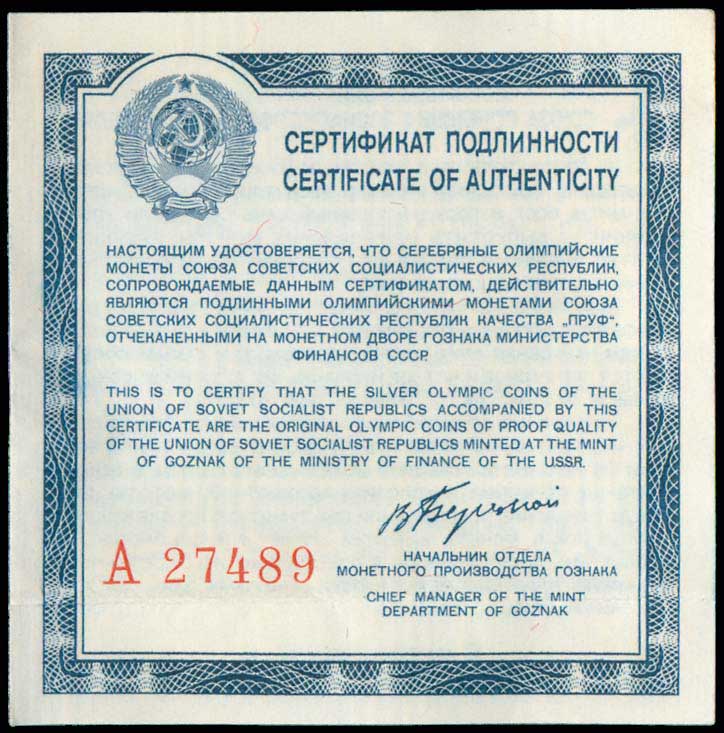 СЕРТИФИКАТ ПОДЛИННОСТИ
CERTIFICATE OF AUTHENTICITY
НАСТОЯЩИМ УДОСТОВЕРЯЕТСЯ, ЧТО СЕРЕБРЯНЫЕ ОЛИМПИЙСКИЕ
МОНЕТЫ СОЮЗА СОВЕТСКИХ СОЦИАЛИСТИЧЕСКИХ РЕСПУБЛИК,
СОПРОВОЖДАЕМЫЕ ДАННЫМ СЕРТИФИКАТОМ, ДЕЙСТВИТЕЛЬНО
ЯВЛЯЮТСЯ ПОДЛИННЫМИ ОЛИМПИЙСКИМИ МОНЕТАМИ СОЮЗА
СОВЕТСКИХ СОЦИАЛИСТИЧЕСКИХ РЕСПУБЛИК КАЧЕСТВА „ПРУФ“,
ОТЧЕКАНЕННЫМИ НА МОНЕТНОМ ДВОРЕ ГОЗНАКА МИНИСТЕРСТВА
ФИНАНСОВ СССР.
THIS IS TO CERTIFY THAT THE SILVER OLYMPIC COINS OF THE
UNION OF SOVIET SOCIALIST REPUBLICS ACCOMPANIED BY THIS
CERTIFICATE ARE THE ORIGINAL OLYMPIC COINS OF PROOF QUALITY
OF THE UNION OF SOVIET SOCIALIST REPUBLICS MINTED AT THE MINT
OF GOZNAK OF THE MINISTRY OF FINANCE OF THE USSR.
А 27489
НАЧАЛЬНИК ОТДЕЛА
МОНЕТНОГО ПРОИЗВОДСТВА ГОЗНАКА
CHIEF MANAGER OF THE MINT
DEPARTMENT OF GOZNAK